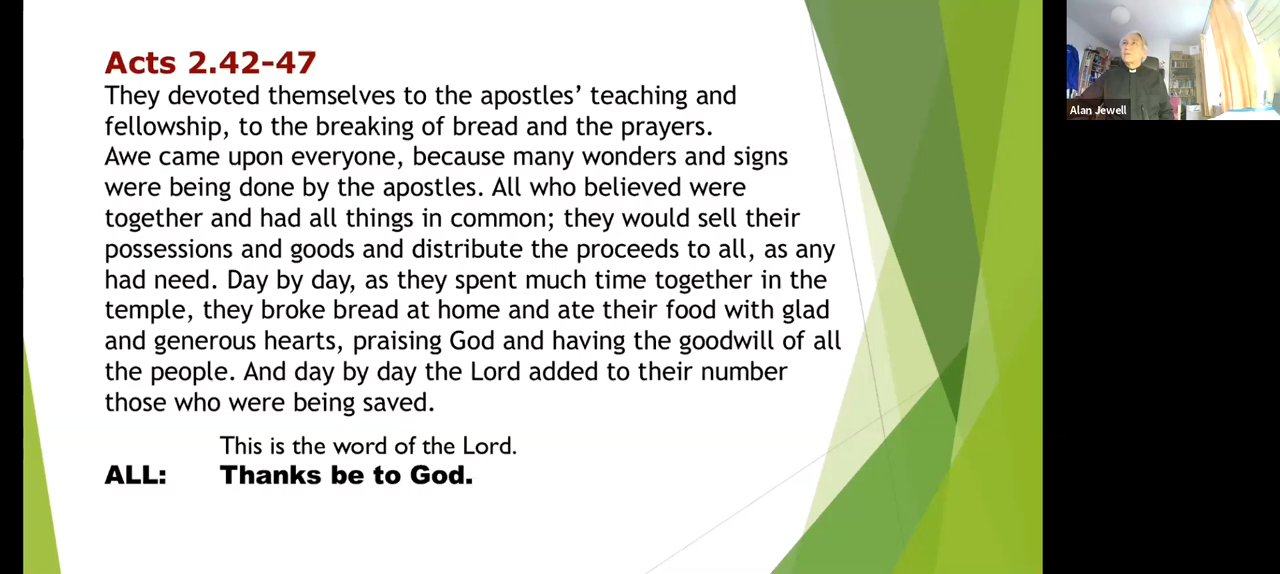 Acts 2.42-47
They devoted themselves to the apostles’ teaching and
fellowship, to the breaking of bread and the prayers.
Awe came upon everyone, because many wonders and signs
were being done by the apostles. All who believed were
together and had all things in common; they would sell their
possessions and goods and distribute the proceeds to all, as any
had need. Day by day, as they spent much time together in the
temple, they broke bread at home and ate their food with glad
and generous hearts, praising God and having the goodwill of all
the people. And day by day the Lord added to their number
those who were being saved.
This is the word of the Lord.
ALL: Thanks be to God.
Alan Jewell